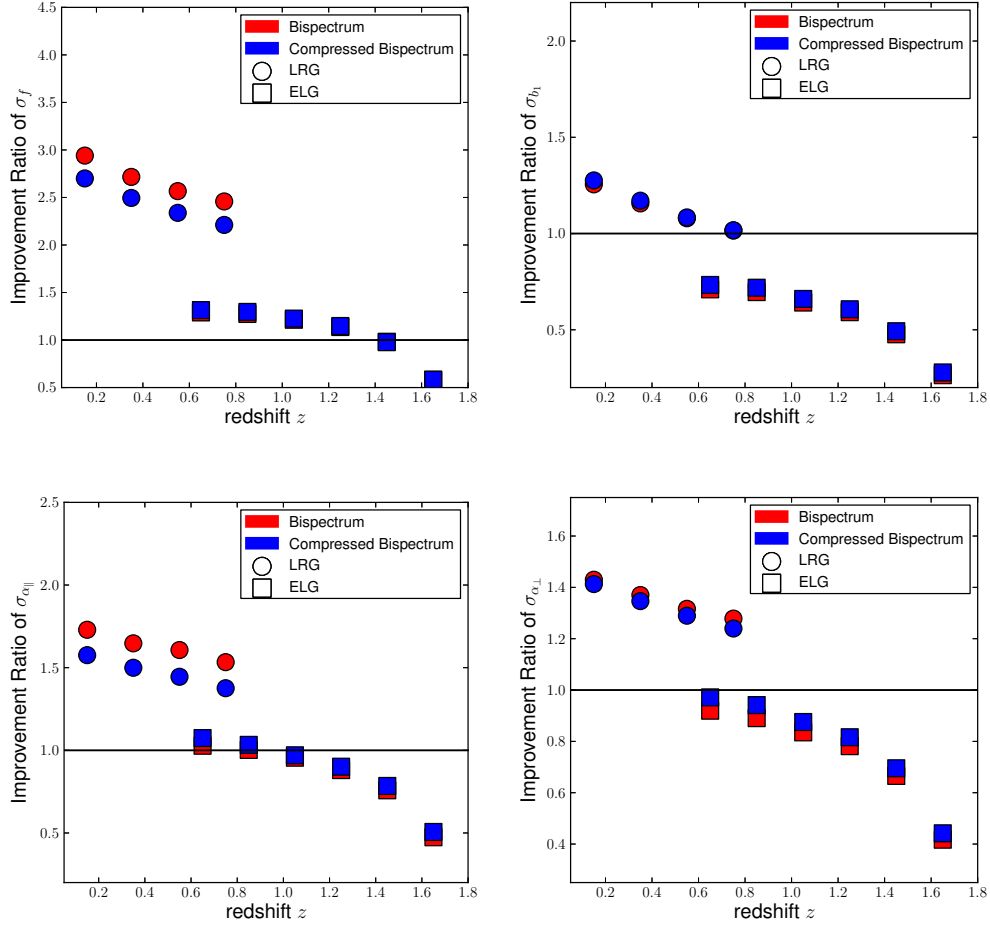 Improvement Ratio of σ_f
4.5
4.0
3.5
3.0
2.5
2.0
1.5
1.0
0.5
Bispectrum
Compressed Bispectrum
LRG
ELG
0.2 0.4 0.6 0.8 1.0 1.2 1.4 1.6 1.8
redshift z
Improvement Ratio of σ_{b_1}
2.0
1.5
1.0
0.5
Bispectrum
Compressed Bispectrum
LRG
ELG
0.2 0.4 0.6 0.8 1.0 1.2 1.4 1.6 1.8
redshift z
Improvement Ratio of σ_{α_∥}
2.5
2.0
1.5
1.0
0.5
Bispectrum
Compressed Bispectrum
LRG
ELG
0.2 0.4 0.6 0.8 1.0 1.2 1.4 1.6 1.8
redshift z
Improvement Ratio of σ_{α_⊥}
1.6
1.4
1.2
1.0
0.8
0.6
0.4
Bispectrum
Compressed Bispectrum
LRG
ELG
0.2 0.4 0.6 0.8 1.0 1.2 1.4 1.6 1.8
redshift z